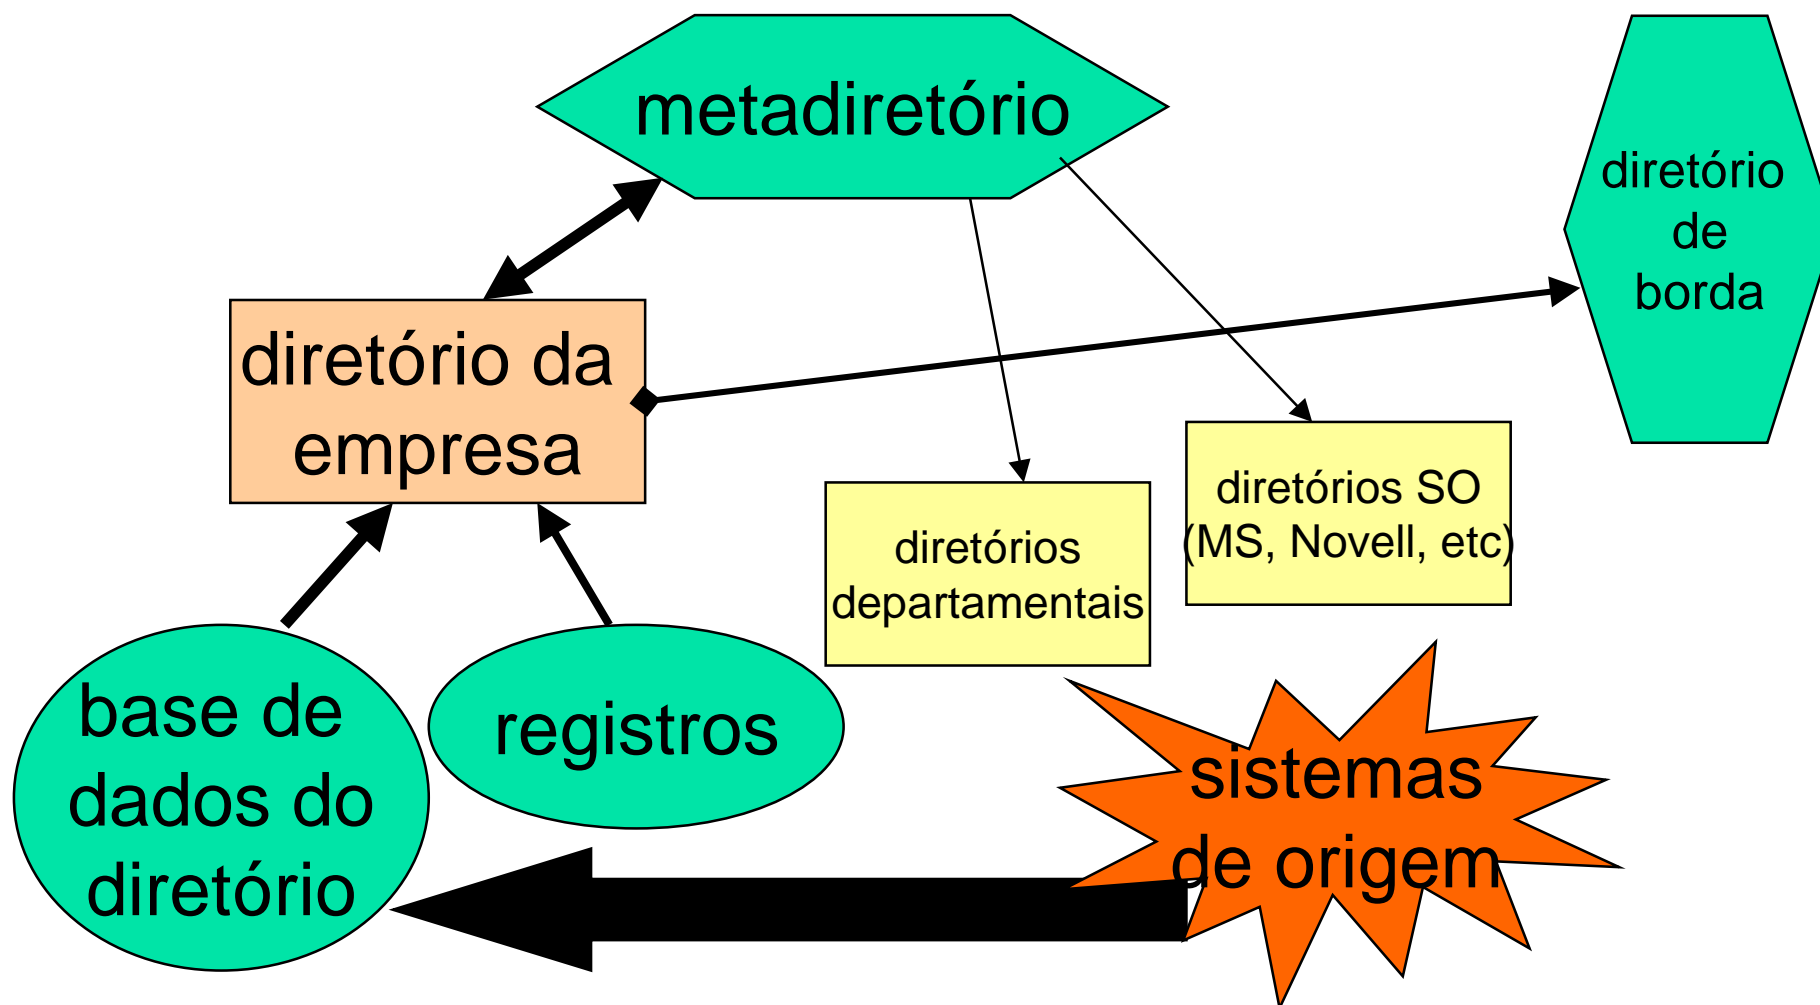 metadiretório
diretório
de
borda
diretório da
empresa
diretórios SO
(MS, Novell, etc)
diretórios
departamentais
base de
dados do
diretório
registros
sistemas
de origem